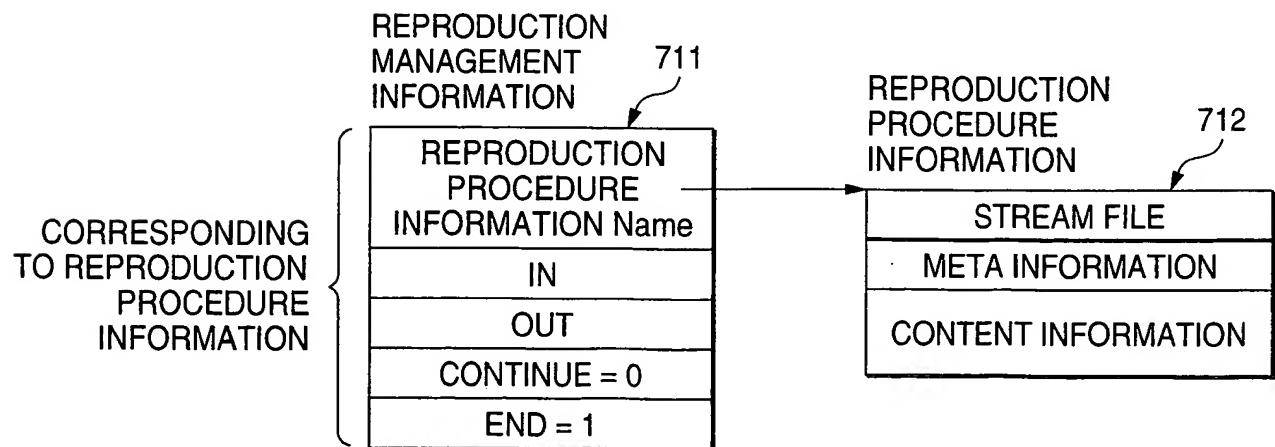 REPRODUCTION
MANAGEMENT
INFORMATION
711
REPRODUCTION
PROCEDURE
INFORMATION Name
IN
OUT
CONTINUE = 0
END = 1
CORRESPONDING
TO REPRODUCTION
PROCEDURE
INFORMATION
REPRODUCTION
PROCEDURE
INFORMATION
712
STREAM FILE
META INFORMATION
CONTENT INFORMATION